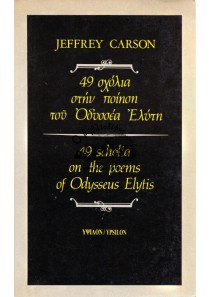 JEFFREY CARSON
49 σχόλια
στήν ποίηση
τοῦ Ὀδυσσέα Ἐλύτη
49 scholia
on the poems
of Odysseus Elytis
ΥΨΙΛΟΝ/YPSILON